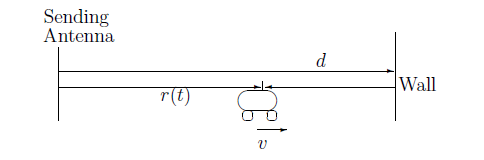 Sending
Antenna
d
Wall
r(t)
v